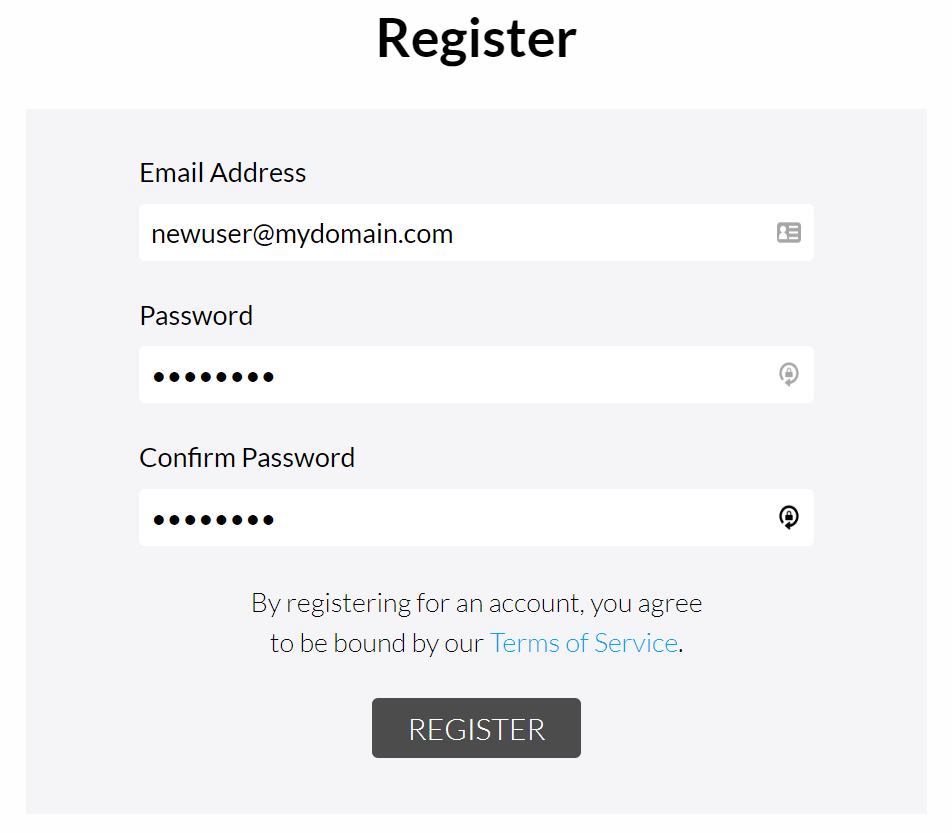 Register
Email Address
newuser@mydomain.com
Password
••••••••
Confirm Password
••••••••
By registering for an account, you agree
to be bound by our Terms of Service.
REGISTER